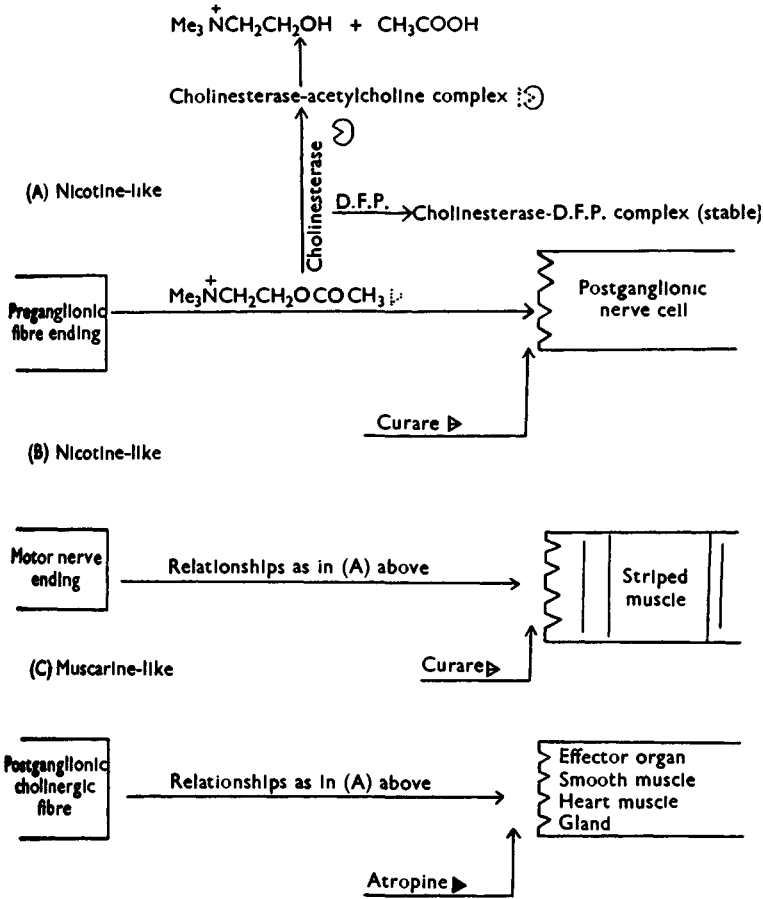 Me₃N⁺CH₂CH₂OH + CH₃COOH
Cholinesterase-acetylcholine complex
Cholinesterase
(A) Nicotine-like
D.F.P.
Cholinesterase-D.F.P. complex (stable)
Me₃N⁺CH₂CH₂OCOCH₃
Preganglionic
fibre ending
Postganglionic
nerve cell
Curare
(B) Nicotine-like
Motor nerve
ending
Relationships as in (A) above
Striped
muscle
Curare
(C) Muscarine-like
Postganglionic
cholinergic
fibre
Relationships as in (A) above
Effector organ
Smooth muscle
Heart muscle
Gland
Atropine